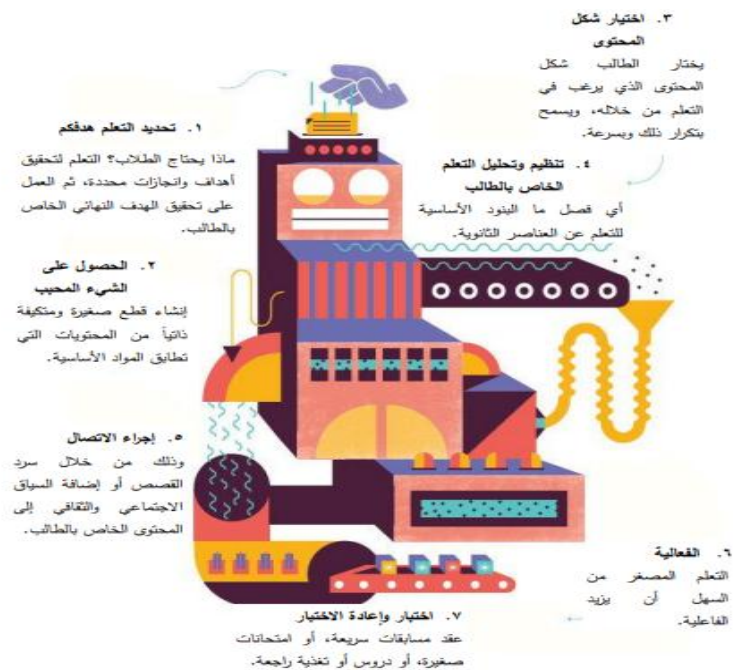 ١. تحديد التعلم هدفكم
ماذا يحتاج الطلاب؟ التعلم لتحقيق
أهداف وانجازات محددة، ثم العمل
على تحقيق الهدف النهائي الخاص
بالطالب.
٢. الحصول على
الشيء المحبب
إنشاء قطع صغيرة ومتكيفة
ذاتياً من المحتويات التي
تطابق المواد الأساسية.
٣. اختيار شكل
المحتوى
يختار الطالب شكل
المحتوى الذي يرغب في
التعلم من خلاله، ويسمح
بتكرار ذلك وبسرعة.
٤. تنظيم وتحليل التعلم
الخاص بالطالب
أي فصل ما البنود الأساسية
للتعلم عن العناصر الثانوية.
٥. إجراء الاتصال
وذلك من خلال سرد
القصص أو إضافة السياق
الاجتماعي والثقافي إلى
المحتوى الخاص بالطالب.
٦. الفعالية
التعلم المصغر من
السهل أن يزيد
الفاعلية.
٧. اختبار وإعادة الاختبار
عقد مسابقات سريعة، أو امتحانات
صغيرة، أو دروس أو تغذية راجعة.